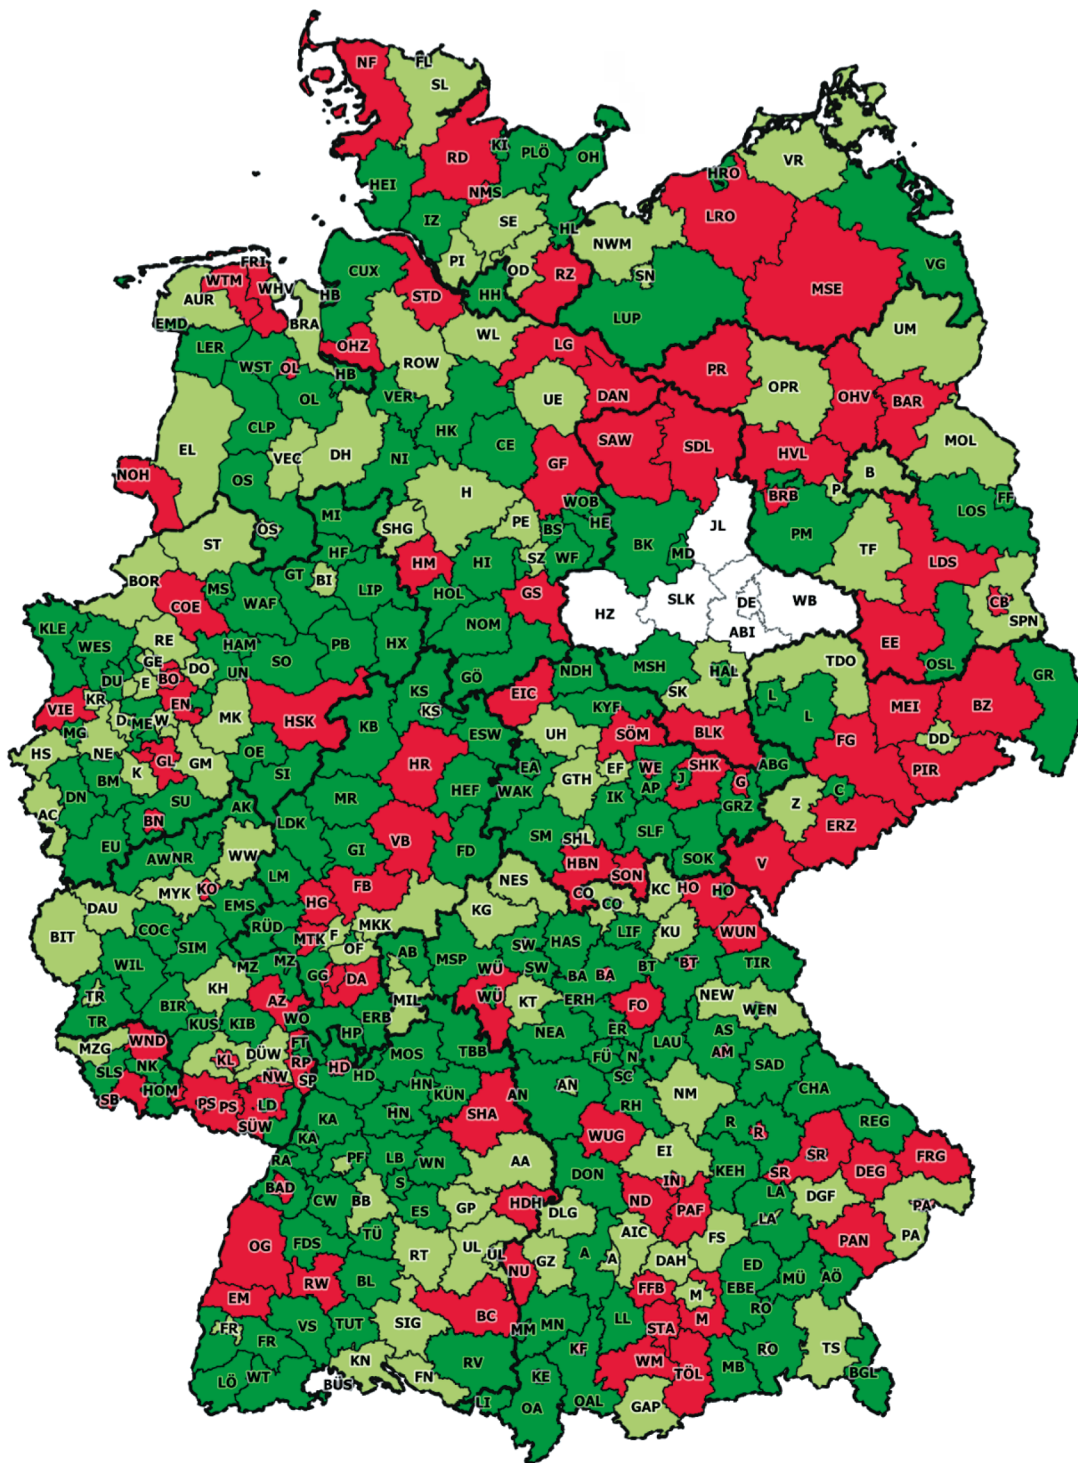 NF
FL
SL
RD
KI
PLÖ
OH
HEI
NMS
IZ
SE
HL
PI
OD
RZ
HH
VR
HRO
LRO
NWM
SN
MSE
VG
LUP
UM
FRI
WTM
WHV
AUR
EMD
BRA
CUX
HB
STD
OHZ
ROW
WL
LG
LER
WST
OL
HB
OL
VER
UE
DAN
PR
OPR
OHV
BAR
CLP
EL
VEC
DH
HK
CE
NI
SAW
SDL
HVL
MOL
NOH
OS
GF
B
BRB
P
FF
LOS
H
WOB
PE
BS
HE
MI
SHG
OS
ST
BK
JL
MD
PM
TF
HF
SZ
WF
HM
HI
LDS
BOR
BI
GT
LIP
HOL
GS
HZ
SLK
DE
WB
CB
SPN
COE
MS
WAF
ABI
KLE
WES
RE
HAM
SO
PB
HX
NOM
EE
OSL
GE
DO
UN
DU
E
BO
GÖ
NDH
MSH
HAL
TDO
GR
VIE
KR
EN
HSK
KS
EIC
SK
L
MEI
BZ
MG
D
ME
W
MK
KB
KS
KYF
L
HS
NE
GL
GM
OE
ESW
UH
SÖM
BLK
FG
DD
K
SI
HR
EA
EF
WE
SHK
PIR
DN
BM
WAK
GTH
J
G
ABG
C
AC
SU
AK
MR
HEF
IK
AP
GRZ
Z
BN
LDK
ERZ
EU
AW
NR
WW
GI
VB
FD
SM
SHL
SLF
V
LM
HBN
SON
SOK
MYK
KO
HG
FB
NES
CO
KC
HO
HO
DAU
EMS
CO
BIT
COC
RÜD
MTK
F
MKK
KG
LIF
KU
WUN
OF
SIM
WIL
MZ
MZ
GG
DA
AB
MSP
SW
HAS
BT
BT
TIR
TR
KH
WÜ
SW
BA
BA
TR
BIR
AZ
WÜ
KT
ERH
FO
NEW
WEN
MIL
KUS
KIB
WO
ERB
NEA
ER
AS
MZG
WND
HP
LAU
AM
DÜW
FT
TBB
FÜ
N
SAD
SLS
NK
KL
RP
HD
MOS
SC
CHA
NW
SP
HD
AN
HOM
HN
KÜN
AN
RH
NM
SB
PS
PS
LD
HN
SHA
R
R
REG
SÜW
KA
WUG
KA
EI
SR
FRG
RA
PF
LB
WN
AA
DON
KEH
SR
DEG
BAD
S
IN
LA
DGF
CW
BB
ES
GP
HDH
DLG
ND
PAF
PA
TÜ
LA
PA
OG
FDS
RT
UL
UL
AIC
FS
PAN
GZ
A
A
DAH
ED
NU
MÜ
AÖ
EM
RW
BL
BC
FFB
M
EBE
FR
VS
TUT
SIG
MM
MN
LL
STA
M
RO
FR
KF
RO
TS
LÖ
WT
KN
RV
WM
TÖL
MB
BÜS
FN
KE
BGL
LI
OA
OAL
GAP